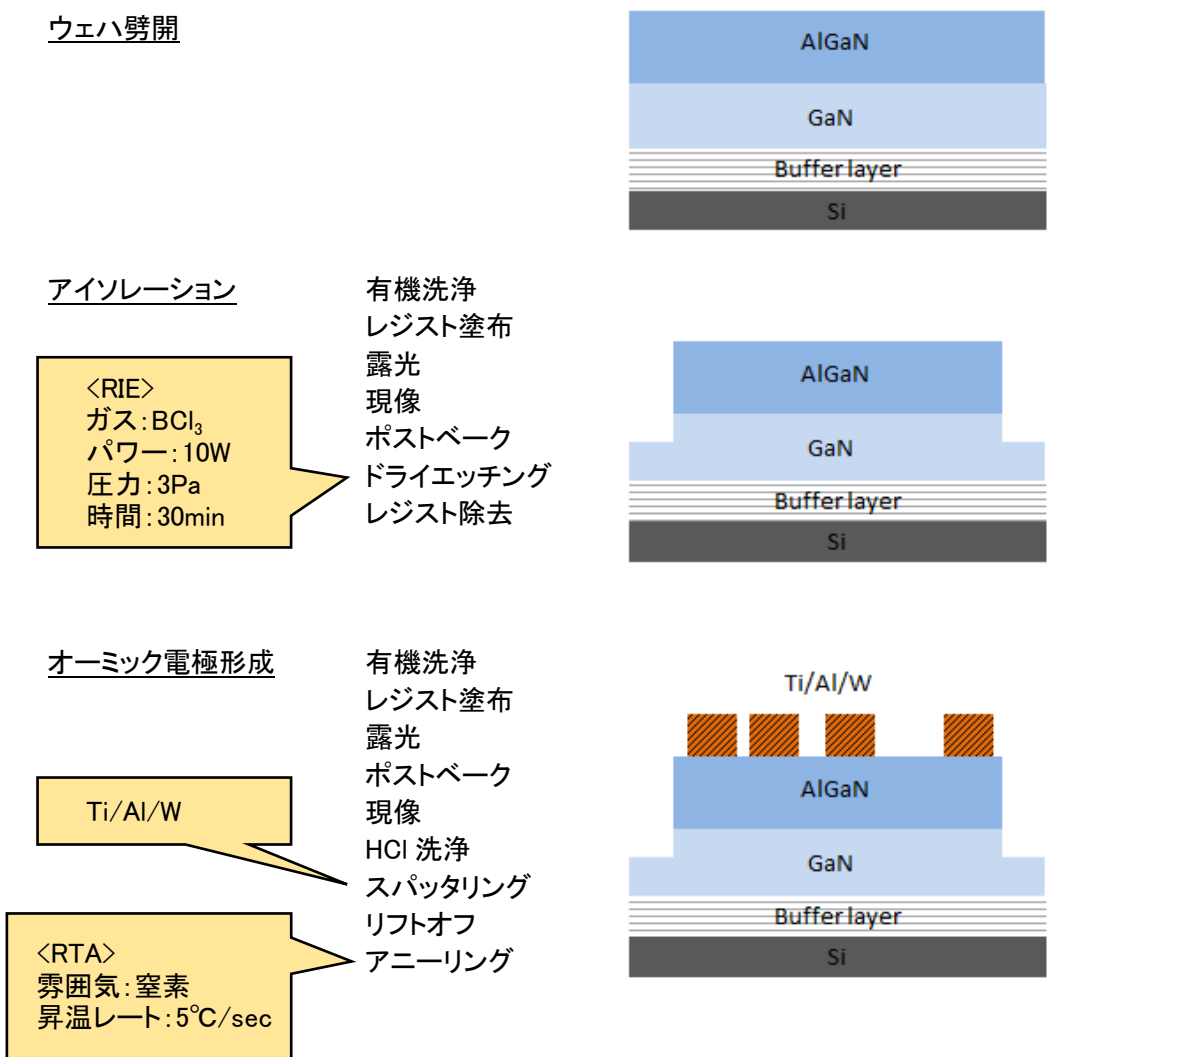 ウェハ劈開
AlGaN
GaN
Buffer layer
Si
アイソレーション
有機洗浄
レジスト塗布
露光
現像
ポストベーク
ドライエッチング
レジスト除去
<RIE>
ガス:BCl₃
パワー:10W
圧力:3Pa
時間:30min
AlGaN
GaN
Buffer layer
Si
オーミック電極形成
有機洗浄
レジスト塗布
露光
ポストベーク
現像
HCl 洗浄
スパッタリング
リフトオフ
アニーリング
Ti/Al/W
<RTA>
雰囲気:窒素
昇温レート:5℃/sec
Ti/Al/W
AlGaN
GaN
Buffer layer
Si